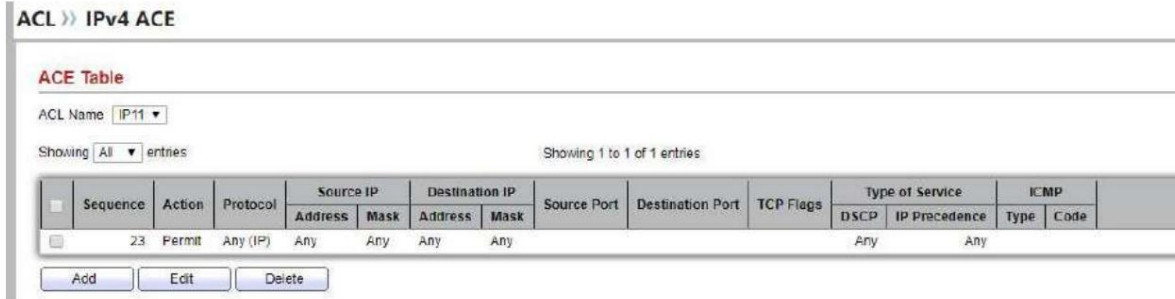 ACL » IPv4 ACE
ACE Table
ACL Name IP11 ▼
Showing All ▼ entries Showing 1 to 1 of 1 entries
Sequence Action Protocol Source IP Destination IP Source Port Destination Port TCP Flags Type of Service ICMP
Address Mask Address Mask DSCP IP Precedence Type Code
23 Permit Any (IP) Any Any Any Any Any Any
Add Edit Delete